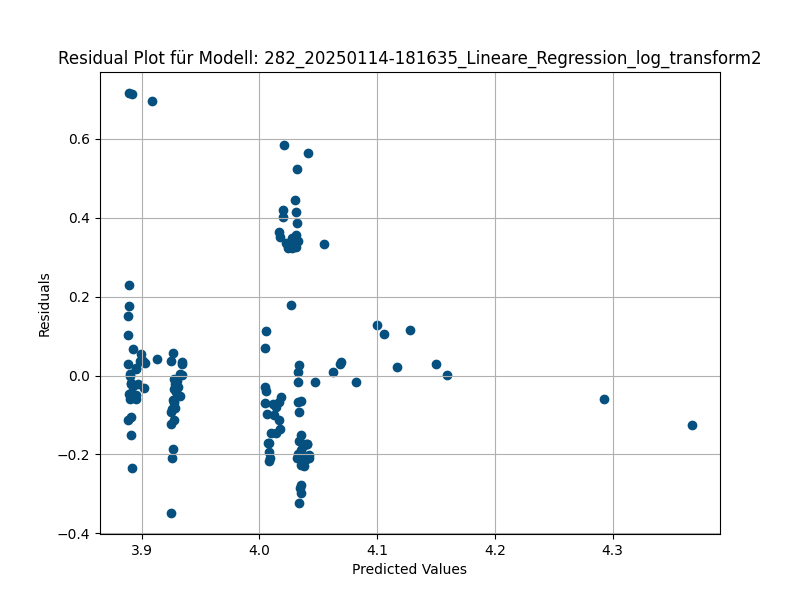 Residual Plot für Modell: 282_20250114-181635_Lineare_Regression_log_transform2
Residuals
0.6
0.4
0.2
0.0
−0.2
−0.4
3.9 4.0 4.1 4.2 4.3
Predicted Values